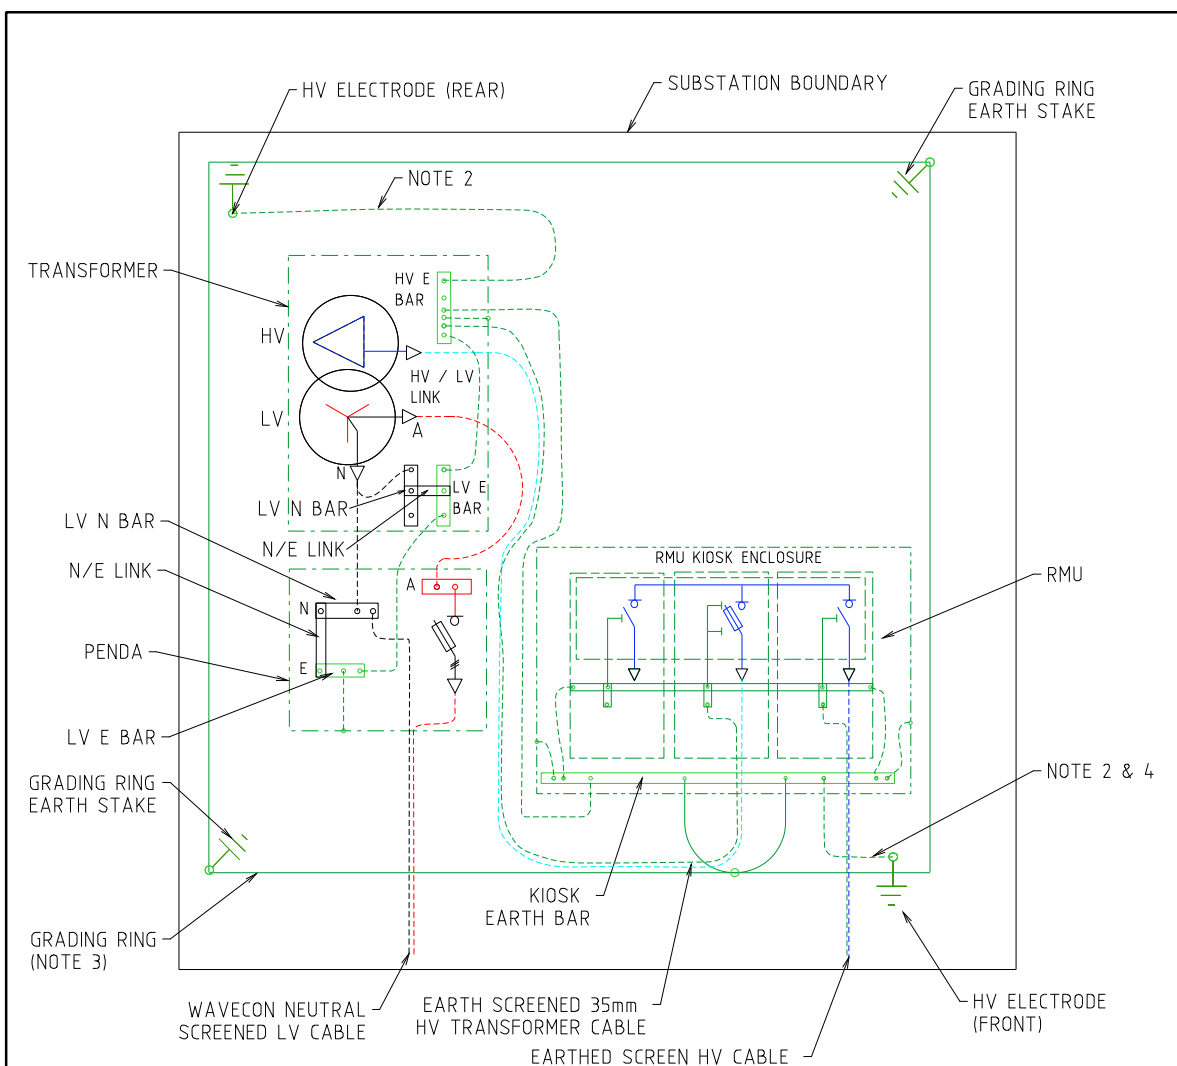 SUBSTATION BOUNDARY
HV ELECTRODE (REAR)
GRADING RING
EARTH STAKE
NOTE 2
TRANSFORMER
HV E
BAR
HV
HV / LV
LINK
LV
A
N
LV E
BAR
LV N BAR
LV N BAR
N/E LINK
RMU KIOSK ENCLOSURE
N/E LINK
A
RMU
N
PENDA
E
LV E BAR
GRADING RING
EARTH STAKE
NOTE 2 & 4
KIOSK
EARTH BAR
GRADING RING
(NOTE 3)
WAVECON NEUTRAL
SCREENED LV CABLE
EARTH SCREENED 35mm
HV TRANSFORMER CABLE
HV ELECTRODE
(FRONT)
EARTHED SCREEN HV CABLE